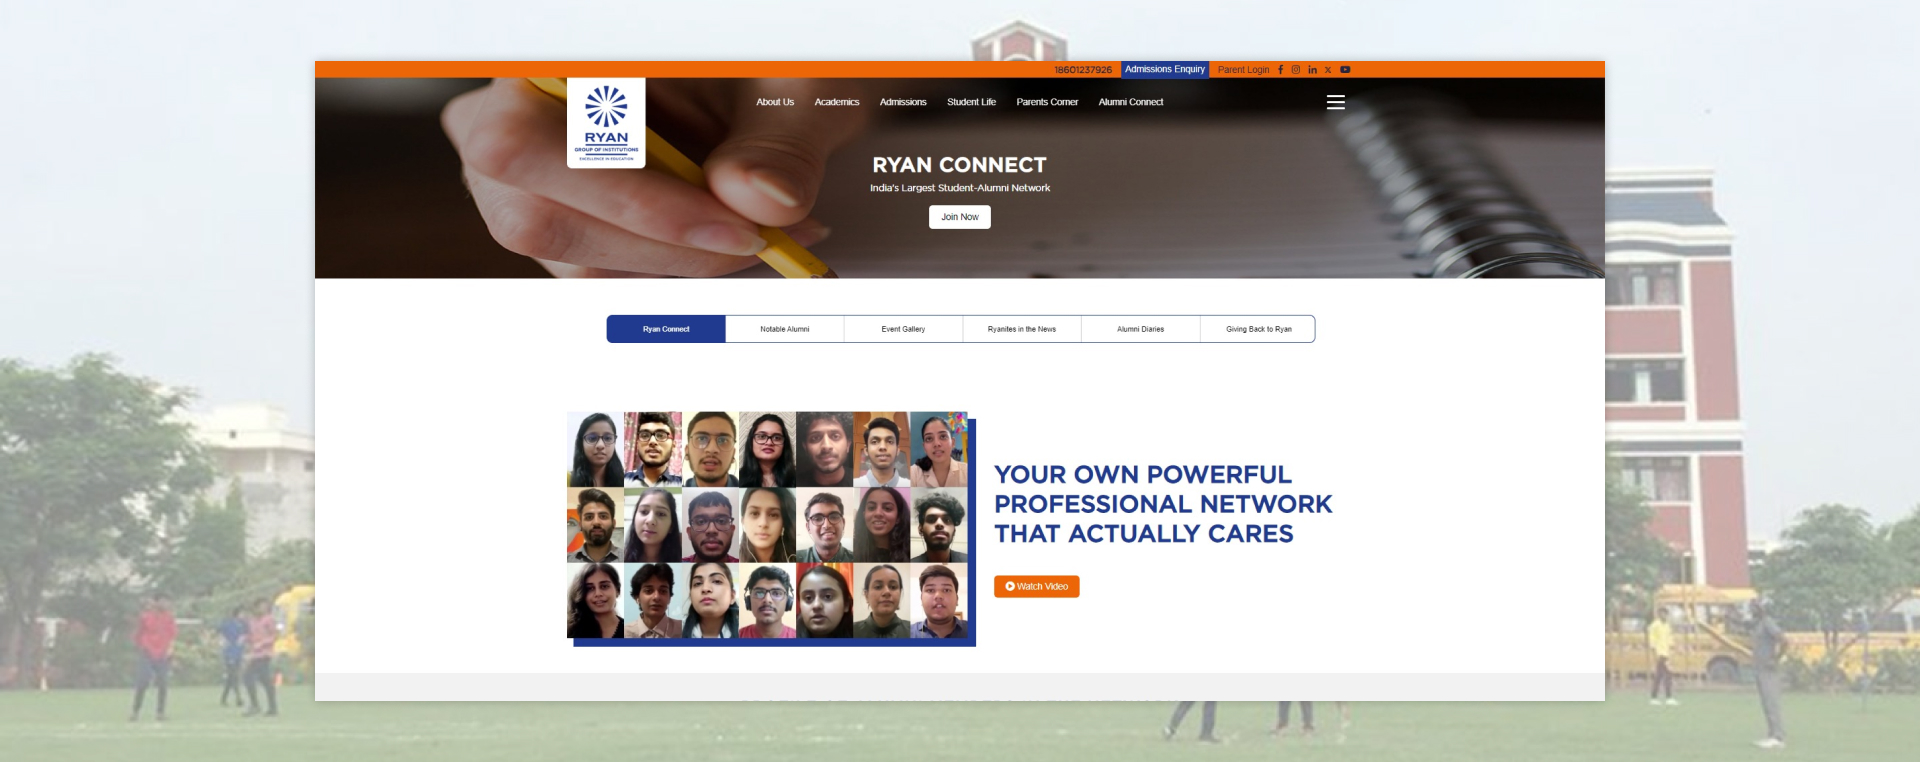 18601237926 Admissions Enquiry Parent Login
RYAN
GROUP OF INSTITUTIONS
EXCELLENCE IN EDUCATION
About Us Academics Admissions Student Life Parents Corner Alumni Connect
RYAN CONNECT
India's Largest Student-Alumni Network
Join Now
Ryan Connect Notable Alumni Event Gallery Ryanites in the News Alumni Diaries Giving Back to Ryan
YOUR OWN POWERFUL
PROFESSIONAL NETWORK
THAT ACTUALLY CARES
Watch Video